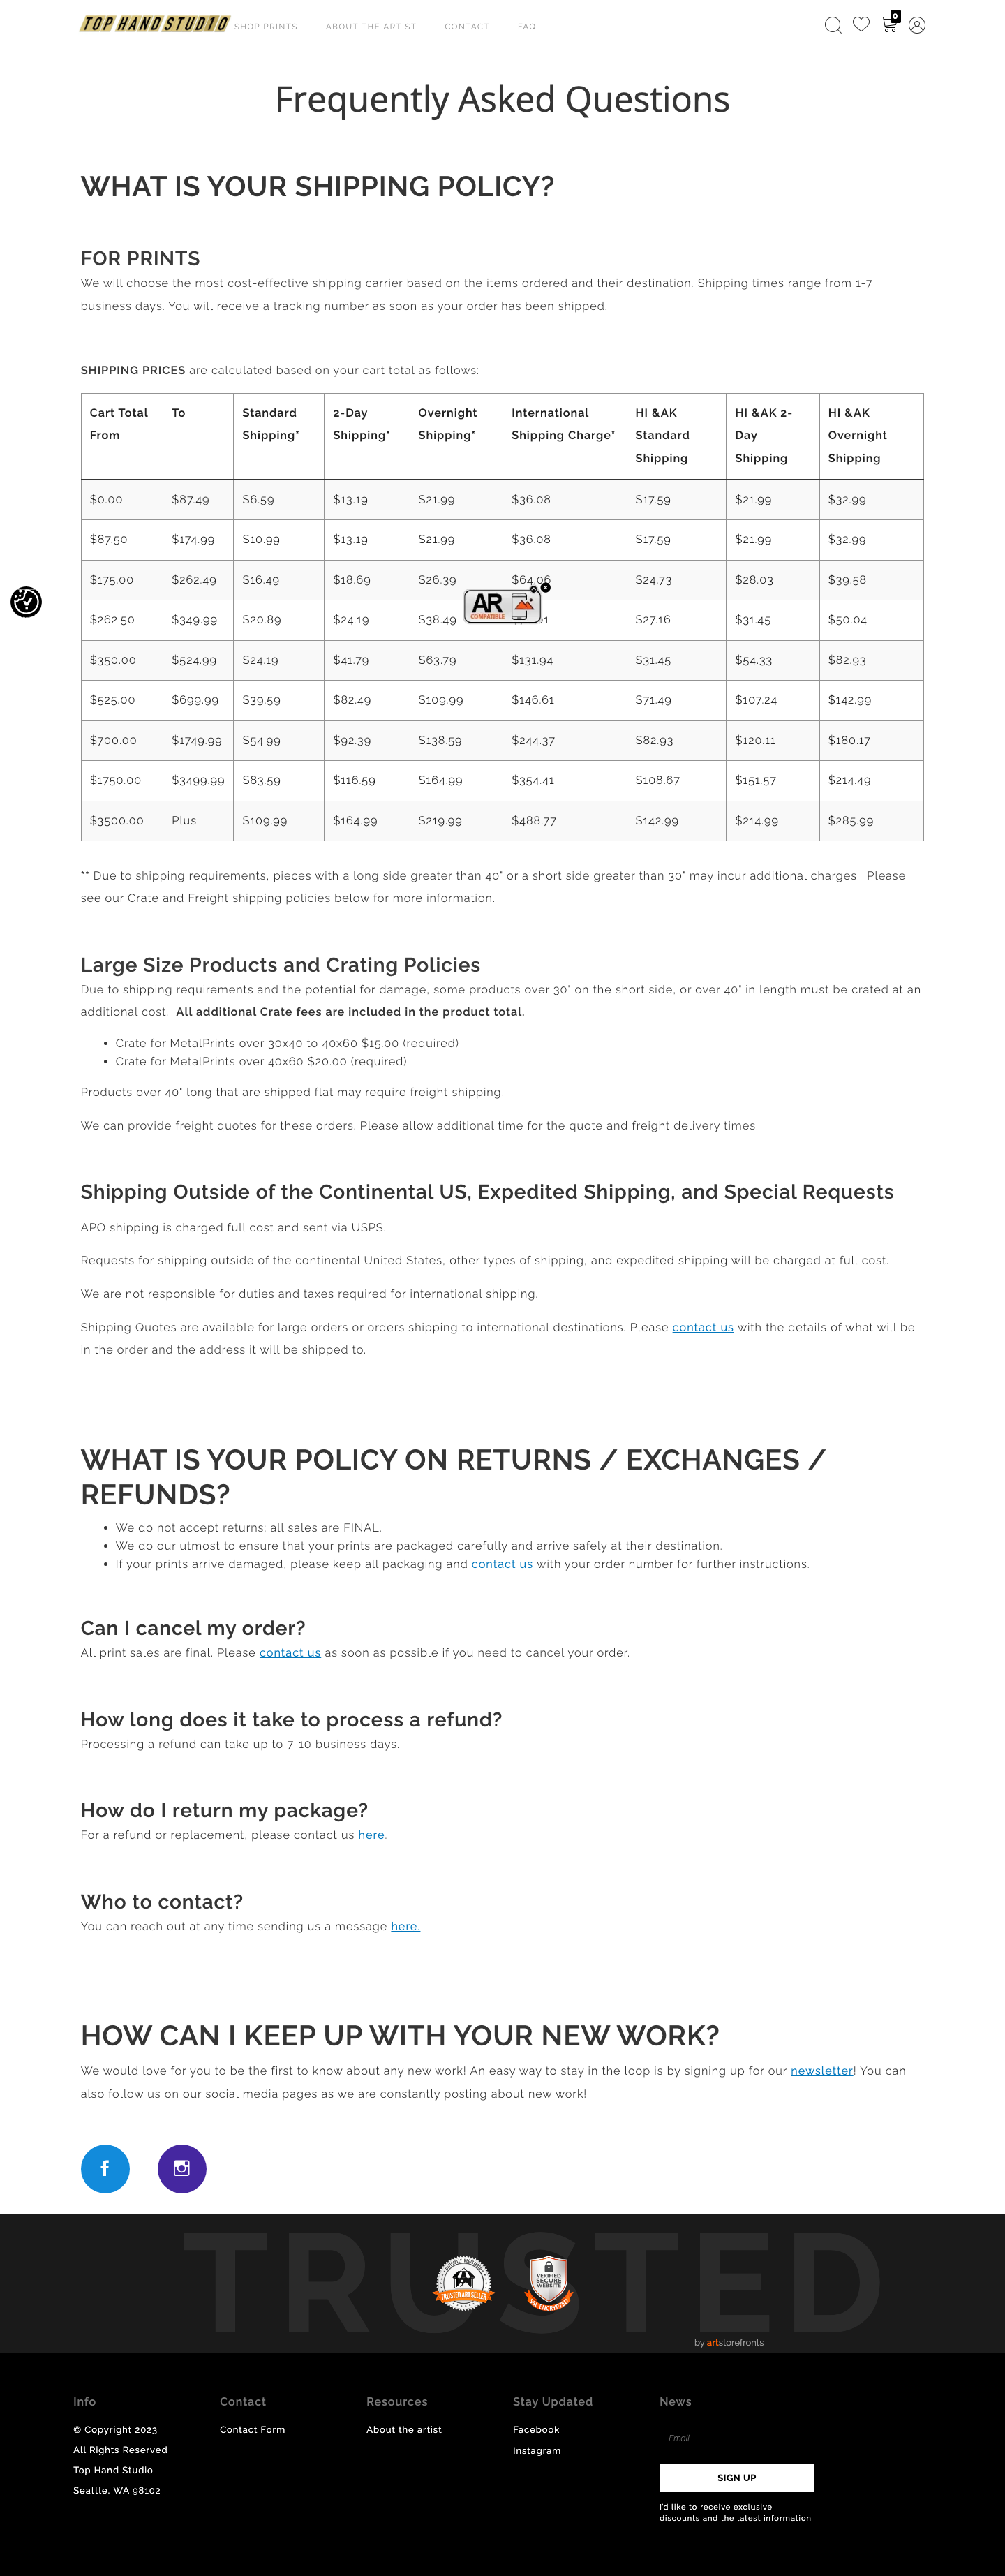 TOP HAND STUDIO
SHOP PRINTS
ABOUT THE ARTIST
CONTACT
FAQ
0
Frequently Asked Questions
WHAT IS YOUR SHIPPING POLICY?
FOR PRINTS
We will choose the most cost-effective shipping carrier based on the items ordered and their destination. Shipping times range from 1-7
business days. You will receive a tracking number as soon as your order has been shipped.
SHIPPING PRICES are calculated based on your cart total as follows:
Cart Total From | To | Standard Shipping* | 2-Day Shipping* | Overnight Shipping* | International Shipping Charge* | HI &AK Standard Shipping | HI &AK 2-Day Shipping | HI &AK Overnight Shipping
$0.00 $87.49 $6.59 $13.19 $21.99 $36.08 $17.59 $21.99 $32.99
$87.50 $174.99 $10.99 $13.19 $21.99 $36.08 $17.59 $21.99 $32.99
$175.00 $262.49 $16.49 $18.69 $26.39 $64.06 $24.73 $28.03 $39.58
$262.50 $349.99 $20.89 $24.19 $38.49 $27.16 $31.45 $50.04
AR
COMPATIBLE
$350.00 $524.99 $24.19 $41.79 $63.79 $131.94 $31.45 $54.33 $82.93
$525.00 $699.99 $39.59 $82.49 $109.99 $146.61 $71.49 $107.24 $142.99
$700.00 $1749.99 $54.99 $92.39 $138.59 $244.37 $82.93 $120.11 $180.17
$1750.00 $3499.99 $83.59 $116.59 $164.99 $354.41 $108.67 $151.57 $214.49
$3500.00 Plus $109.99 $164.99 $219.99 $488.77 $142.99 $214.99 $285.99
** Due to shipping requirements, pieces with a long side greater than 40" or a short side greater than 30" may incur additional charges.  Please
see our Crate and Freight shipping policies below for more information.
Large Size Products and Crating Policies
Due to shipping requirements and the potential for damage, some products over 30" on the short side, or over 40" in length must be crated at an
additional cost.  All additional Crate fees are included in the product total.
• Crate for MetalPrints over 30x40 to 40x60 $15.00 (required)
• Crate for MetalPrints over 40x60 $20.00 (required)
Products over 40" long that are shipped flat may require freight shipping,
We can provide freight quotes for these orders. Please allow additional time for the quote and freight delivery times.
Shipping Outside of the Continental US, Expedited Shipping, and Special Requests
APO shipping is charged full cost and sent via USPS.
Requests for shipping outside of the continental United States, other types of shipping, and expedited shipping will be charged at full cost.
We are not responsible for duties and taxes required for international shipping.
Shipping Quotes are available for large orders or orders shipping to international destinations. Please contact us with the details of what will be
in the order and the address it will be shipped to.
WHAT IS YOUR POLICY ON RETURNS / EXCHANGES /
REFUNDS?
• We do not accept returns; all sales are FINAL.
• We do our utmost to ensure that your prints are packaged carefully and arrive safely at their destination.
• If your prints arrive damaged, please keep all packaging and contact us with your order number for further instructions.
Can I cancel my order?
All print sales are final. Please contact us as soon as possible if you need to cancel your order.
How long does it take to process a refund?
Processing a refund can take up to 7-10 business days.
How do I return my package?
For a refund or replacement, please contact us here.
Who to contact?
You can reach out at any time sending us a message here.
HOW CAN I KEEP UP WITH YOUR NEW WORK?
We would love for you to be the first to know about any new work! An easy way to stay in the loop is by signing up for our newsletter! You can
also follow us on our social media pages as we are constantly posting about new work!
TRUSTED
TRUSTED ART SELLER
VERIFIED
SECURE
WEBSITE
SSL ENCRYPTED
by artstorefronts
Info
© Copyright 2023
All Rights Reserved
Top Hand Studio
Seattle, WA 98102
Contact
Contact Form
Resources
About the artist
Stay Updated
Facebook
Instagram
News
Email
SIGN UP
I'd like to receive exclusive
discounts and the latest information